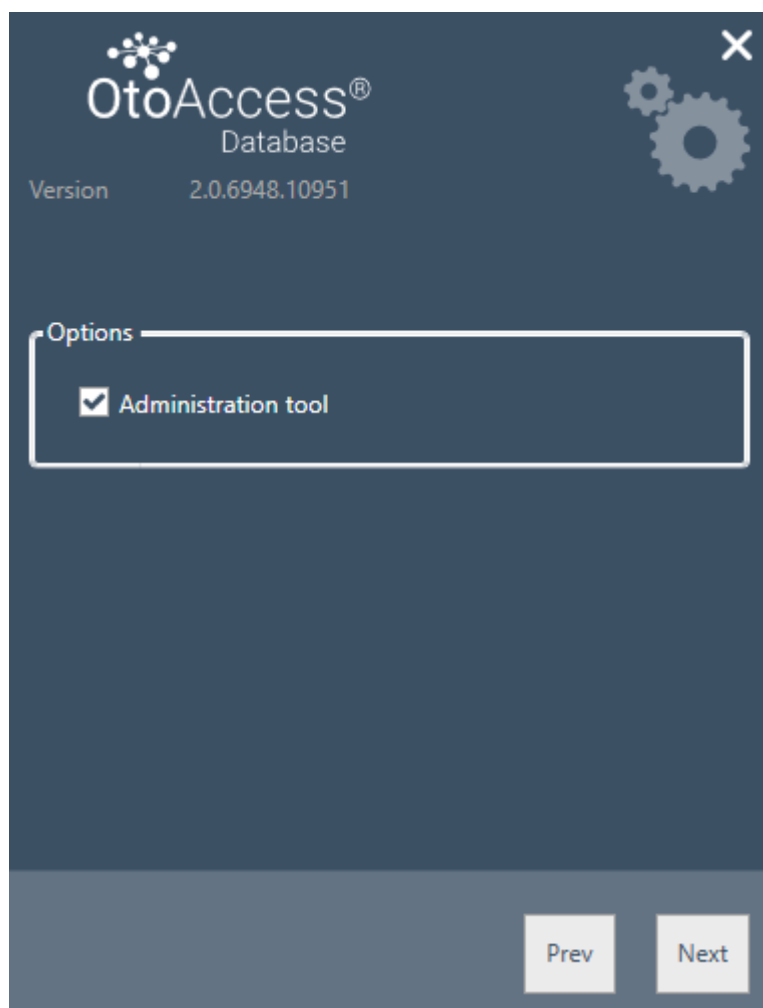 OtoAccess®
Database
Version 2.0.6948.10951
Options
Administration tool
Prev Next